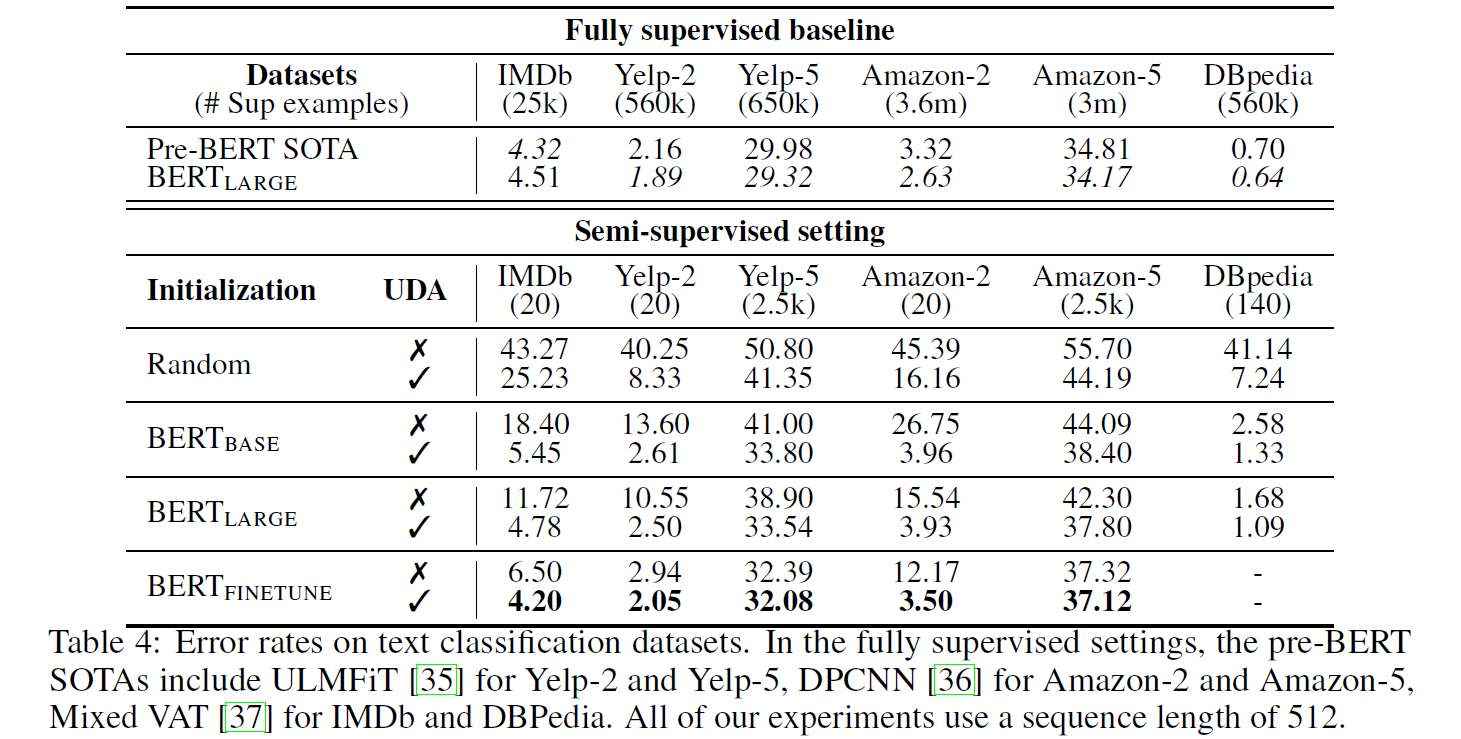 Fully supervised baseline
Datasets IMDb Yelp-2 Yelp-5 Amazon-2 Amazon-5 DBpedia
(# Sup examples) (25k) (560k) (650k) (3.6m) (3m) (560k)
Pre-BERT SOTA 4.32 2.16 29.98 3.32 34.81 0.70
BERTLARGE 4.51 1.89 29.32 2.63 34.17 0.64
Semi-supervised setting
Initialization UDA IMDb Yelp-2 Yelp-5 Amazon-2 Amazon-5 DBpedia
(20) (20) (2.5k) (20) (2.5k) (140)
Random ✗ 43.27 40.25 50.80 45.39 55.70 41.14
✓ 25.23 8.33 41.35 16.16 44.19 7.24
BERTBASE ✗ 18.40 13.60 41.00 26.75 44.09 2.58
✓ 5.45 2.61 33.80 3.96 38.40 1.33
BERTLARGE ✗ 11.72 10.55 38.90 15.54 42.30 1.68
✓ 4.78 2.50 33.54 3.93 37.80 1.09
BERTFINETUNE ✗ 6.50 2.94 32.39 12.17 37.32 -
✓ 4.20 2.05 32.08 3.50 37.12 -
Table 4: Error rates on text classification datasets. In the fully supervised settings, the pre-BERT
SOTAs include ULMFiT [35] for Yelp-2 and Yelp-5, DPCNN [36] for Amazon-2 and Amazon-5,
Mixed VAT [37] for IMDb and DBPedia. All of our experiments use a sequence length of 512.